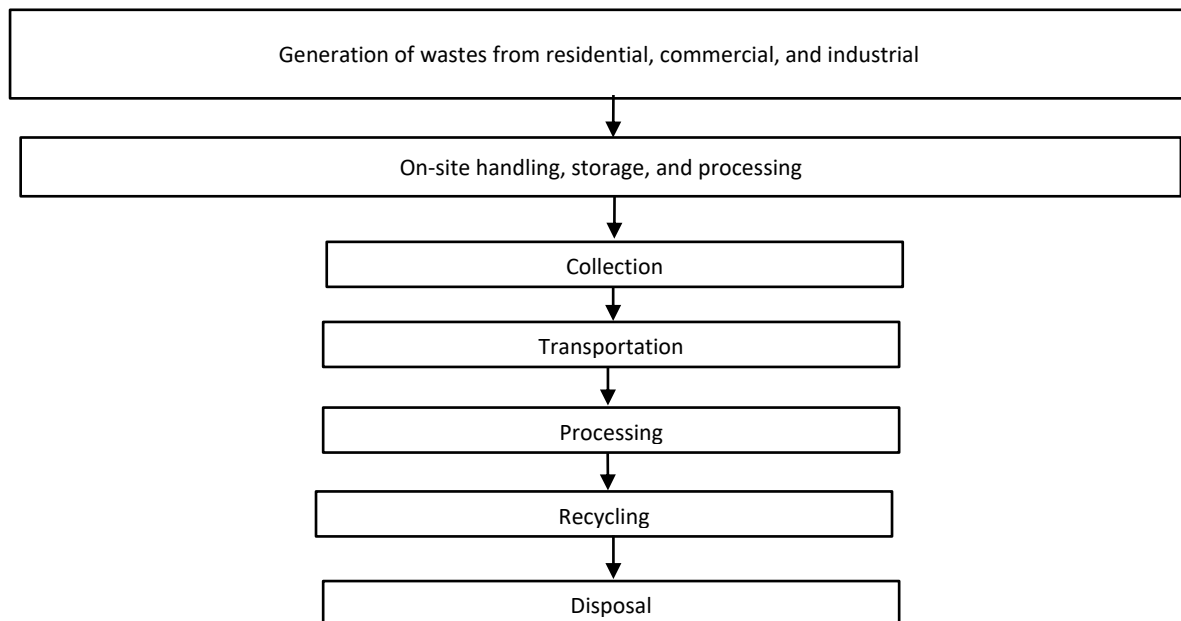 Generation of wastes from residential, commercial, and industrial
On-site handling, storage, and processing
Collection
Transportation
Processing
Recycling
Disposal